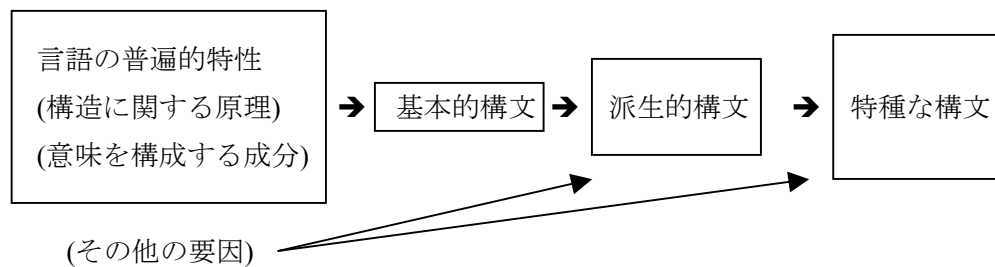 言語の普遍的特性
(構造に関する原理)
(意味を構成する成分)
➔ 基本的構文 ➔ 派生的構文 ➔ 特種な構文
(その他の要因)